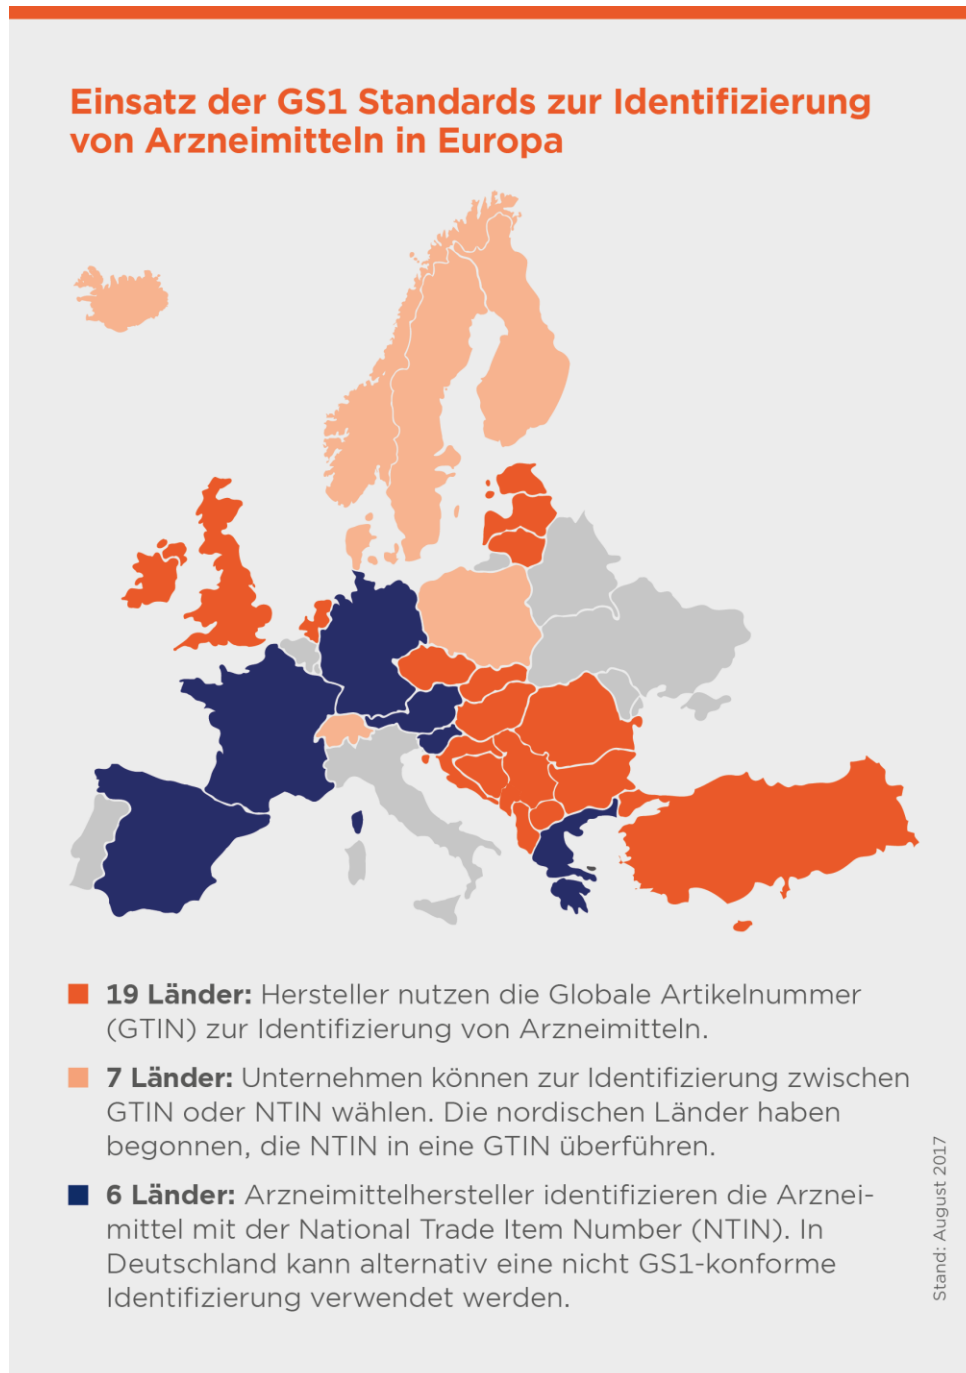 Einsatz der GS1 Standards zur Identifizierung
von Arzneimitteln in Europa
19 Länder: Hersteller nutzen die Globale Artikelnummer
(GTIN) zur Identifizierung von Arzneimitteln.
7 Länder: Unternehmen können zur Identifizierung zwischen
GTIN oder NTIN wählen. Die nordischen Länder haben
begonnen, die NTIN in eine GTIN überführen.
6 Länder: Arzneimittelhersteller identifizieren die Arznei-
mittel mit der National Trade Item Number (NTIN). In
Deutschland kann alternativ eine nicht GS1-konforme
Identifizierung verwendet werden.
Stand: August 2017